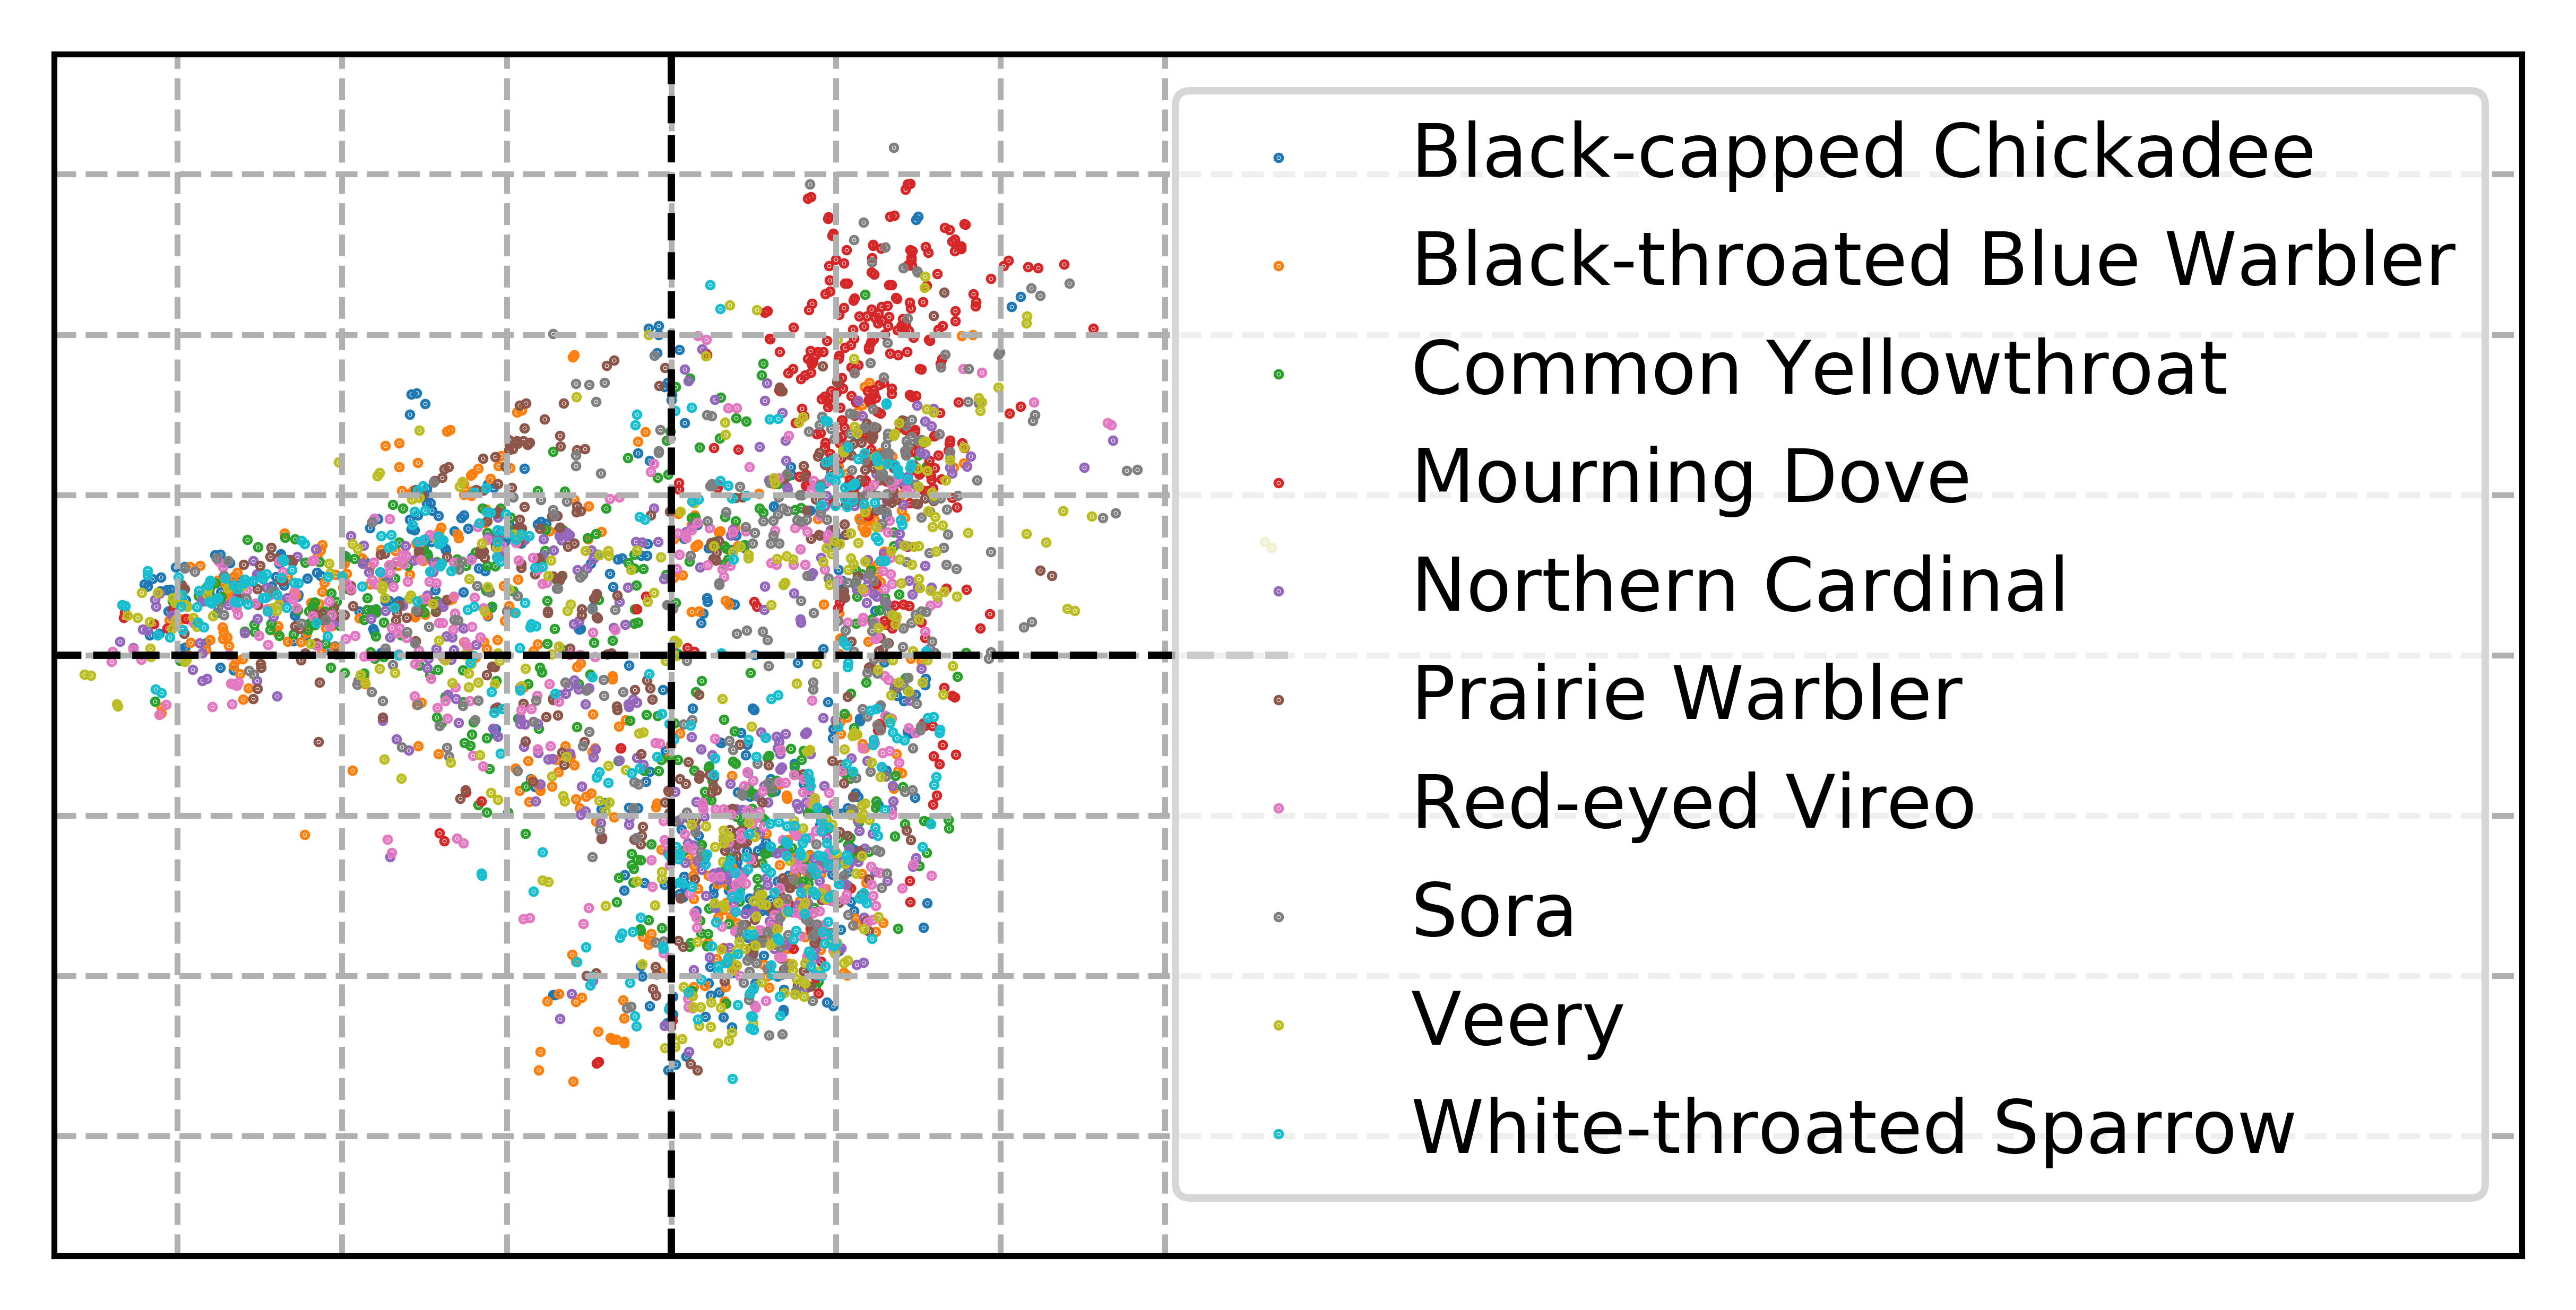 Black-capped Chickadee
Black-throated Blue Warbler
Common Yellowthroat
Mourning Dove
Northern Cardinal
Prairie Warbler
Red-eyed Vireo
Sora
Veery
White-throated Sparrow